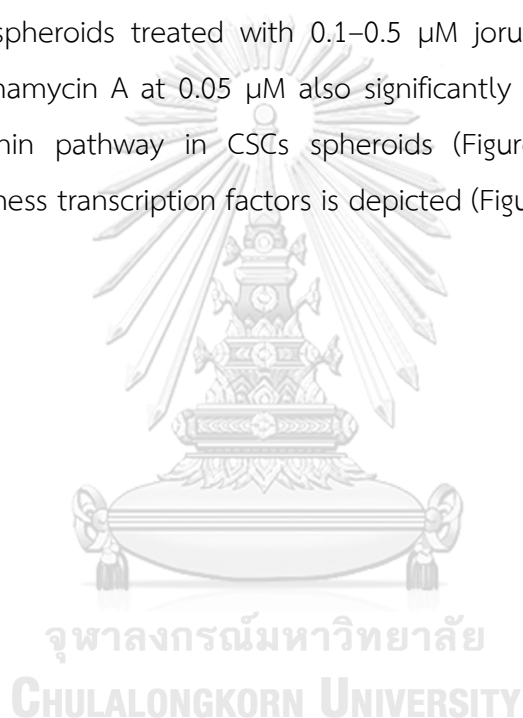 spheroids treated with 0.1–0.5 μM joru
namycin A at 0.05 μM also significantly
nin pathway in CSCs spheroids (Figure
ness transcription factors is depicted (Figu
จุฬาลงกรณ์มหาวิทยาลัย
CHULALONGKORN UNIVERSITY